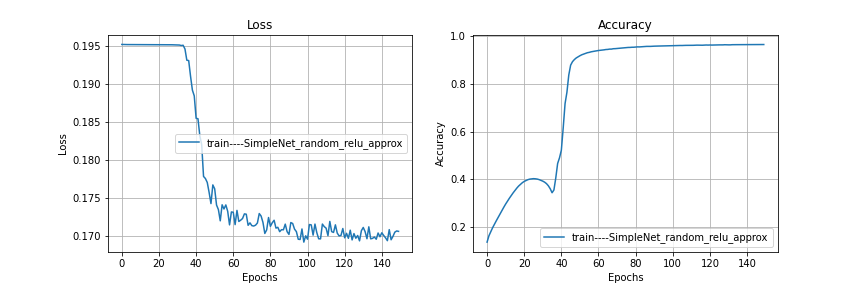 Loss
Loss
0.195
0.190
0.185
0.180
0.175
0.170
train----SimpleNet_random_relu_approx
0 20 40 60 80 100 120 140
Epochs
Accuracy
Accuracy
1.0
0.8
0.6
0.4
0.2
train----SimpleNet_random_relu_approx
0 20 40 60 80 100 120 140
Epochs